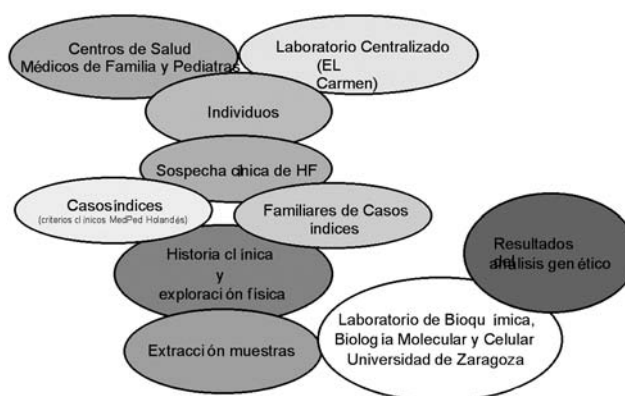 Centros de Salud
Médicos de Familia y Pediatras
Laboratorio Centralizado
(EL
Carmen)
Individuos
Sospecha clínica de HF
Casos índices
(criterios clínicos MedPed Holandés)
Familiares de Casos
índices
Historia clínica
y
exploración física
Extracción muestras
Resultados
del
análisis genético
Laboratorio de Bioquímica,
Biología Molecular y Celular
Universidad de Zaragoza